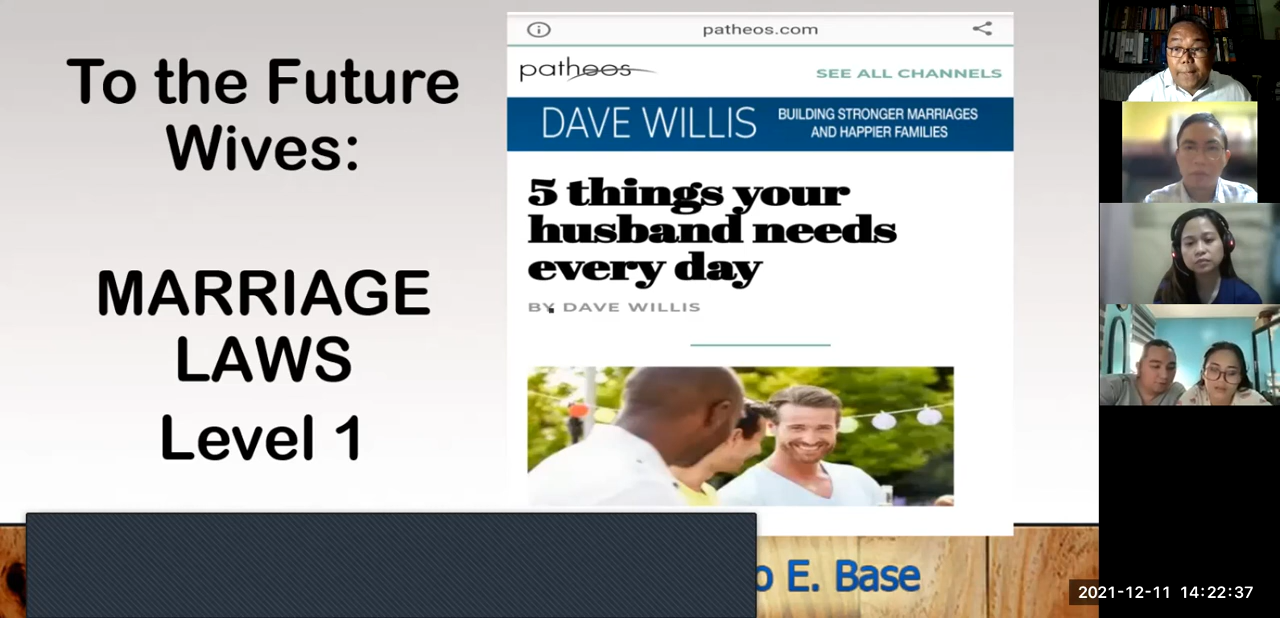 To the Future
Wives:
MARRIAGE
LAWS
Level 1
patheos.com
patheos
SEE ALL CHANNELS
DAVE WILLIS
BUILDING STRONGER MARRIAGES
AND HAPPIER FAMILIES
5 things your
husband needs
every day
BY DAVE WILLIS
E. Base
2021-12-11 14:22:37